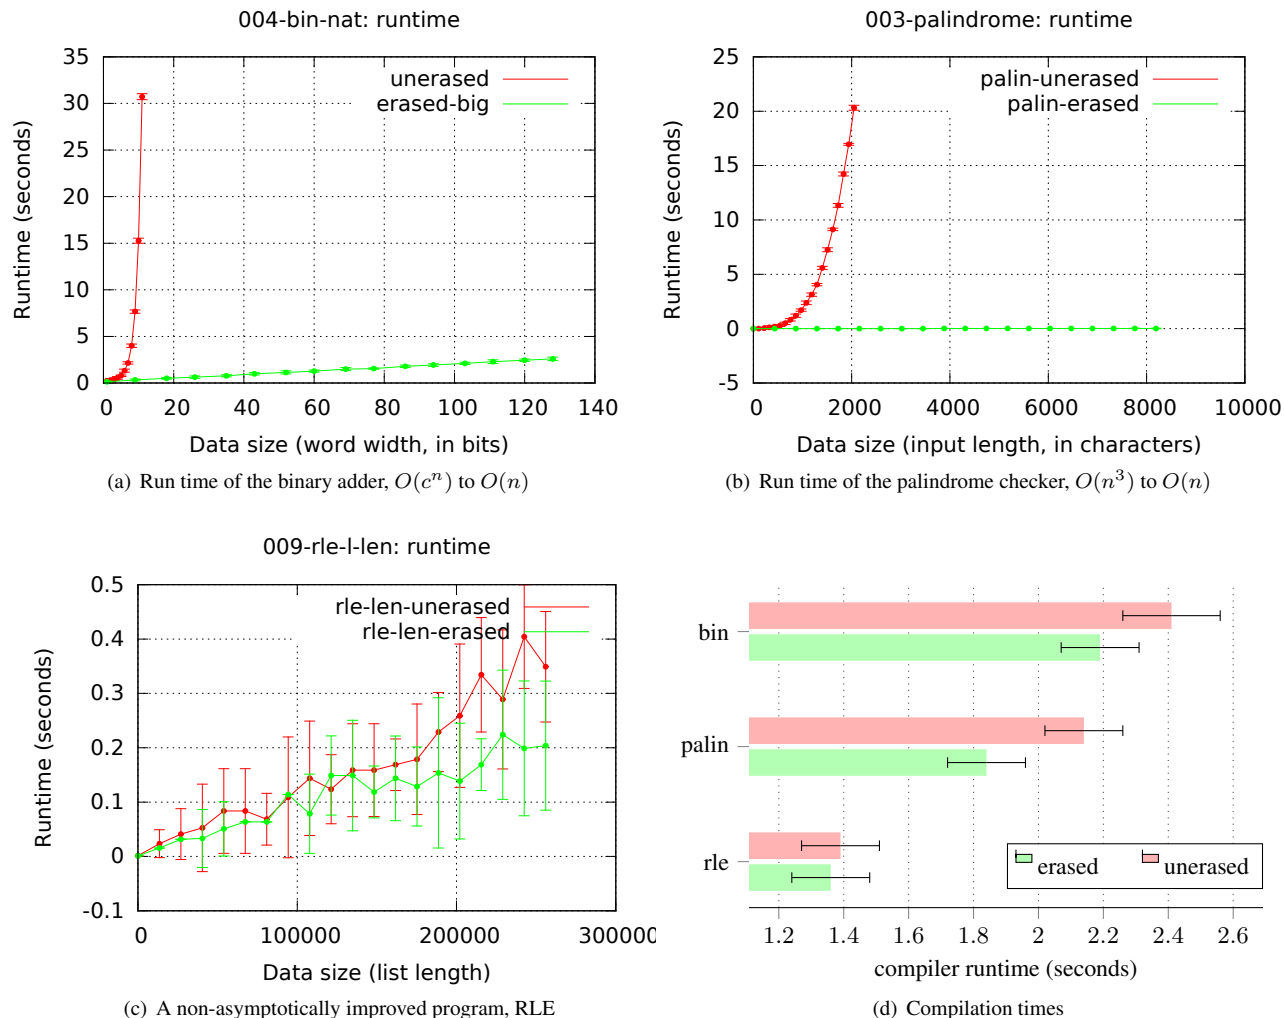 004-bin-nat: runtime
35
30
25
20
15
10
5
0
Runtime (seconds)
unerased
erased-big
0 20 40 60 80 100 120 140
Data size (word width, in bits)
(a) Run time of the binary adder, O(c^n) to O(n)
003-palindrome: runtime
25
20
15
10
5
0
-5
Runtime (seconds)
palin-unerased
palin-erased
0 2000 4000 6000 8000 10000
Data size (input length, in characters)
(b) Run time of the palindrome checker, O(n^3) to O(n)
009-rle-l-len: runtime
0.5
0.4
0.3
0.2
0.1
0
-0.1
Runtime (seconds)
rle-len-unerased
rle-len-erased
0 100000 200000 300000
Data size (list length)
(c) A non-asymptotically improved program, RLE
bin
palin
rle
erased unerased
1.2 1.4 1.6 1.8 2 2.2 2.4 2.6
compiler runtime (seconds)
(d) Compilation times